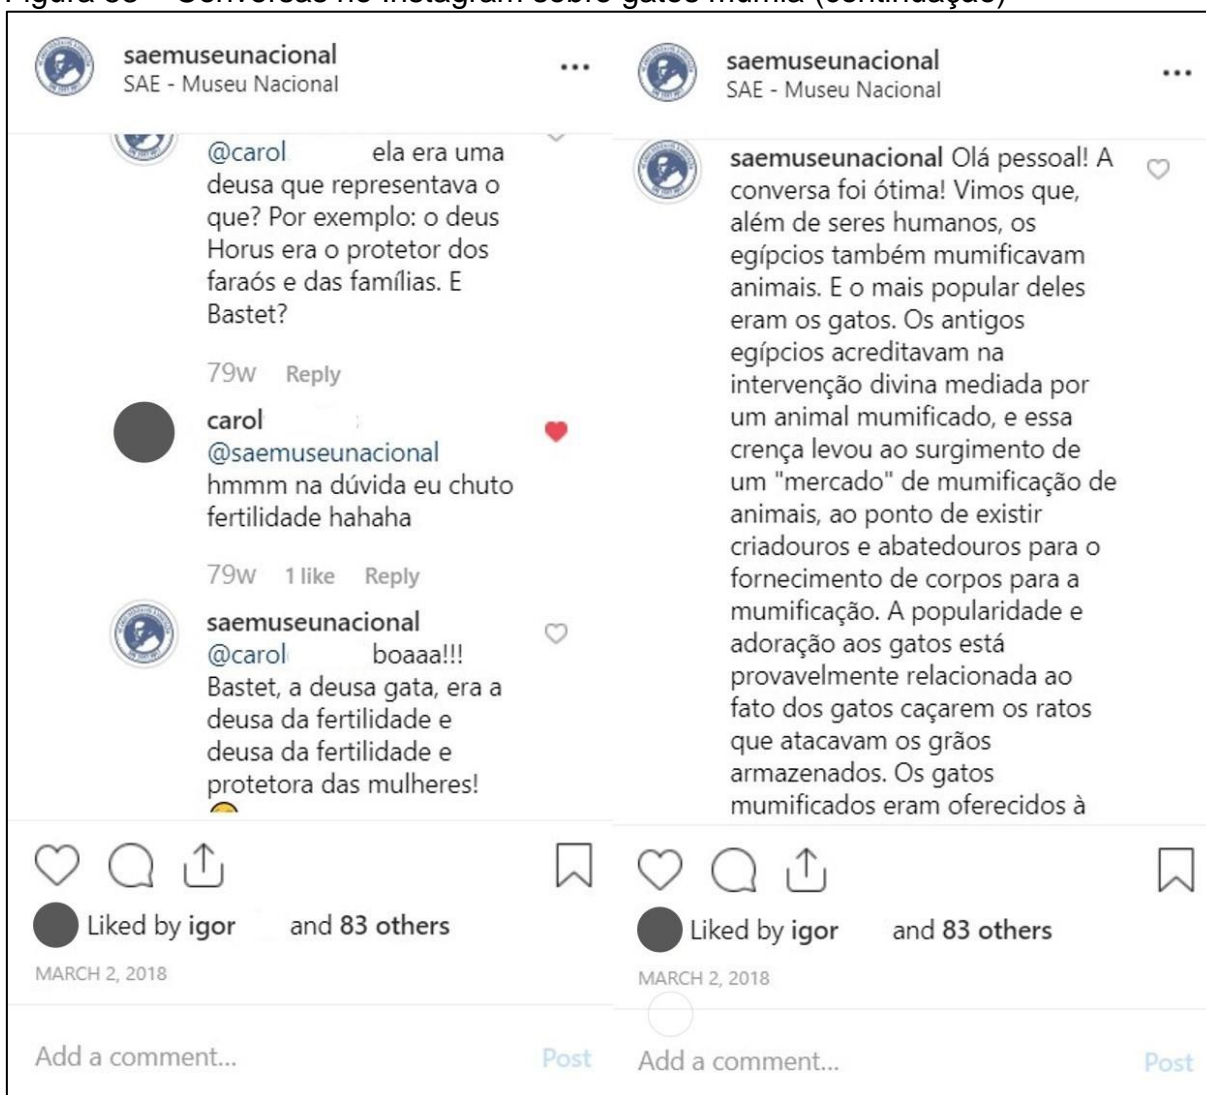 Figura 38 – Conversas no Instagram sobre gatos múmia (continuação)
saemuseunacional
SAE - Museu Nacional
@carol ela era uma
deusa que representava o
que? Por exemplo: o deus
Horus era o protetor dos
faraós e das famílias. E
Bastet?
79w Reply
carol
@saemuseunacional
hmmm na dúvida eu chuto
fertilidade hahaha
79w 1 like Reply
saemuseunacional
@carol boaaa!!!
Bastet, a deusa gata, era a
deusa da fertilidade e
deusa da fertilidade e
protetora das mulheres!
Liked by igor and 83 others
MARCH 2, 2018
Add a comment... Post
saemuseunacional
SAE - Museu Nacional
saemuseunacional Olá pessoal! A
conversa foi ótima! Vimos que,
além de seres humanos, os
egípcios também mumificavam
animais. E o mais popular deles
eram os gatos. Os antigos
egípcios acreditavam na
intervenção divina mediada por
um animal mumificado, e essa
crença levou ao surgimento de
um "mercado" de mumificação de
animais, ao ponto de existir
criadouros e abatedouros para o
fornecimento de corpos para a
mumificação. A popularidade e
adoração aos gatos está
provavelmente relacionada ao
fato dos gatos caçarem os ratos
que atacavam os grãos
armazenados. Os gatos
mumificados eram oferecidos à
Liked by igor and 83 others
MARCH 2, 2018
Add a comment... Post